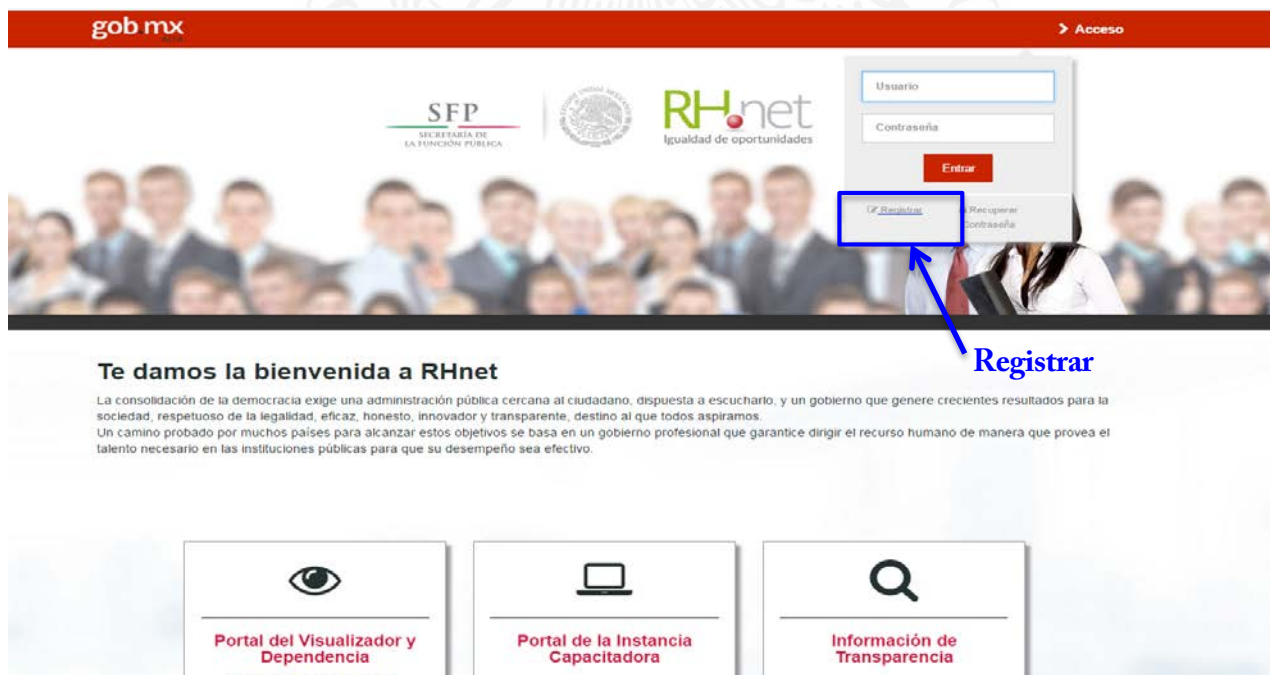 gob mx
Acceso
Usuario
SFP
SECRETARÍA DE
LA FUNCIÓN PÚBLICA
RH.net
Igualdad de oportunidades
Contraseña
Entrar
Registrar
Recuperar
Contraseña
Registrar
Te damos la bienvenida a RHnet
La consolidación de la democracia exige una administración pública cercana al ciudadano, dispuesta a escucharlo, y un gobierno que genere crecientes resultados para la
sociedad, respetuoso de la legalidad, eficaz, honesto, innovador y transparente, destino al que todos aspiramos.
Un camino probado por muchos países para alcanzar estos objetivos se basa en un gobierno profesional que garantice dirigir el recurso humano de manera que provea el
talento necesario en las instituciones públicas para que su desempeño sea efectivo.
Portal del Visualizador y
Dependencia
Portal de la Instancia
Capacitadora
Información de
Transparencia